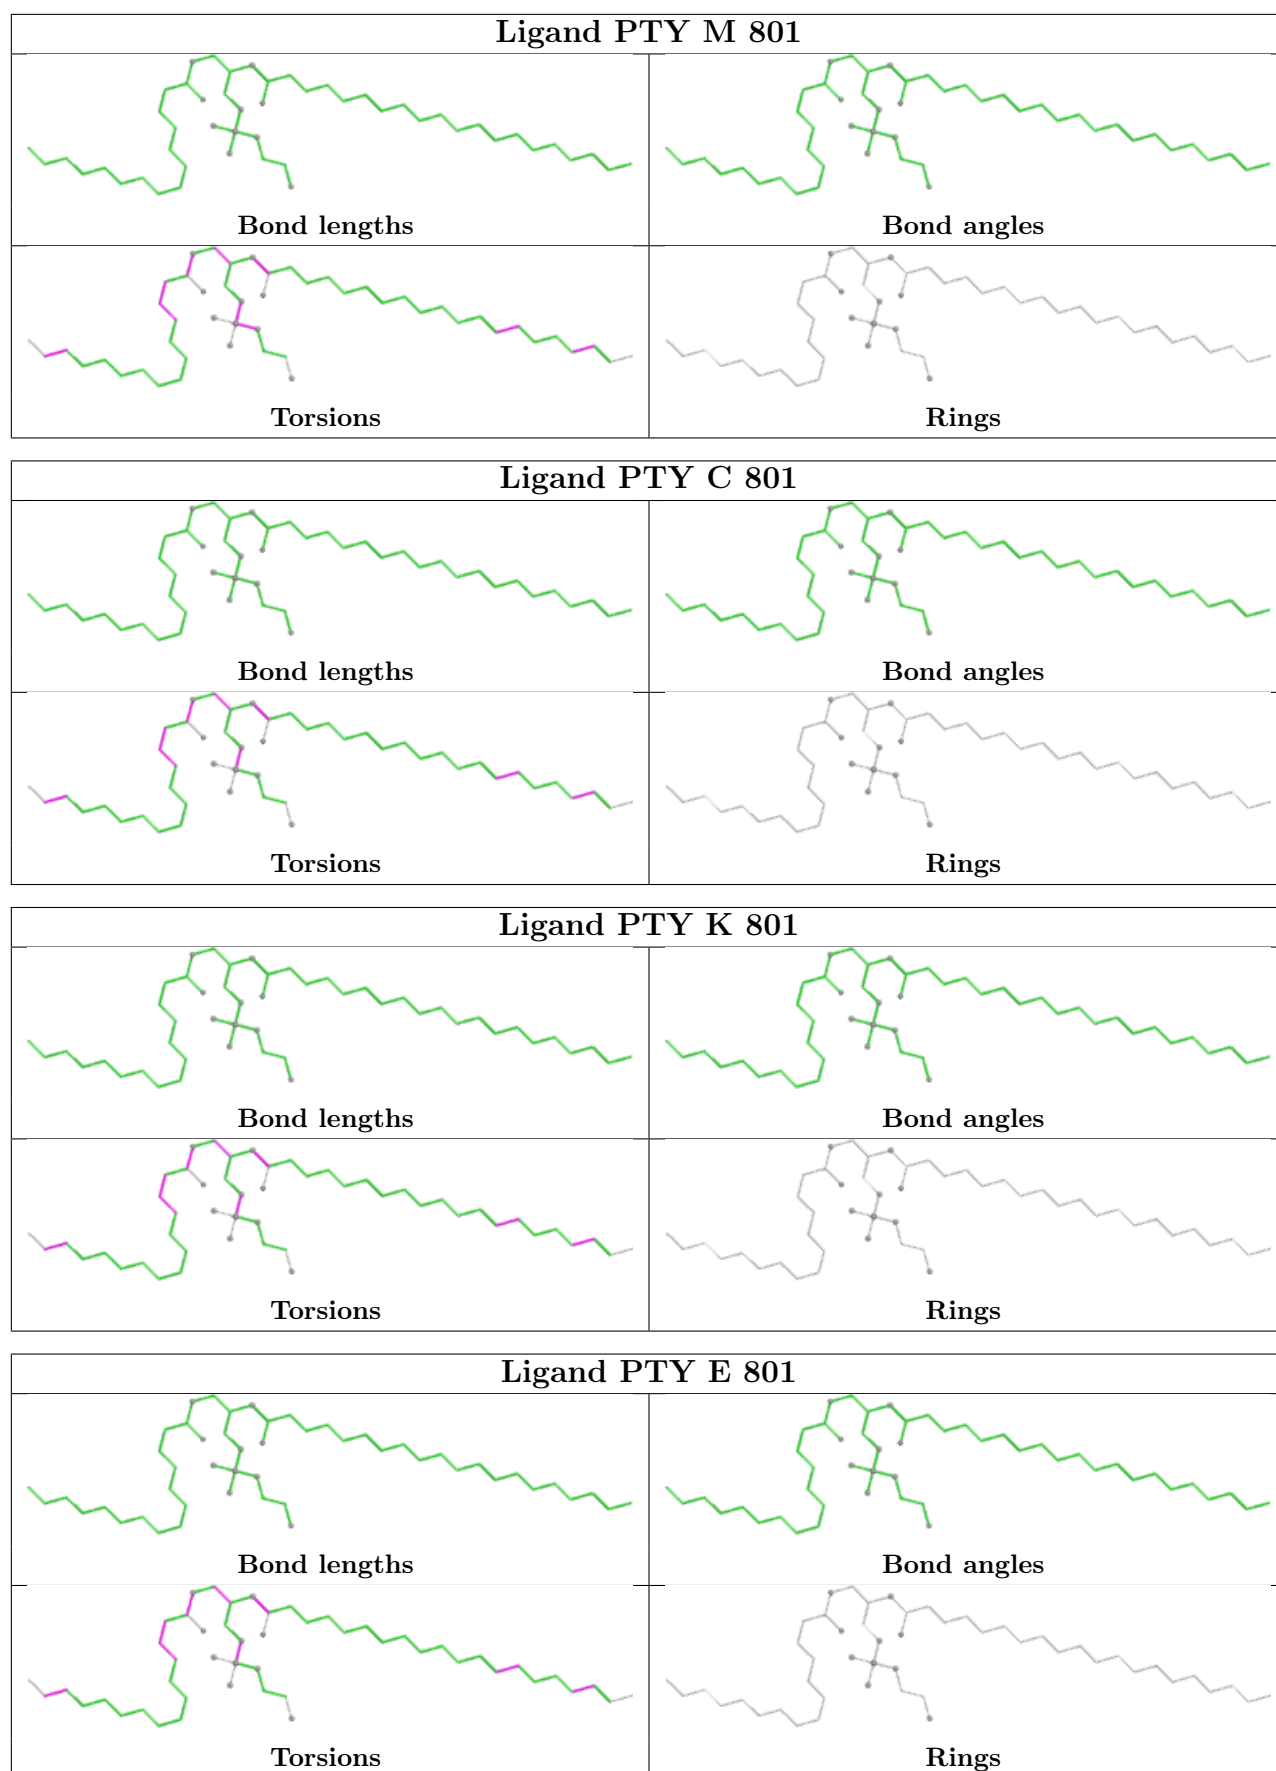 Ligand PTY M 801
Bond lengths
Bond angles
Torsions
Rings
Ligand PTY C 801
Bond lengths
Bond angles
Torsions
Rings
Ligand PTY K 801
Bond lengths
Bond angles
Torsions
Rings
Ligand PTY E 801
Bond lengths
Bond angles
Torsions
Rings